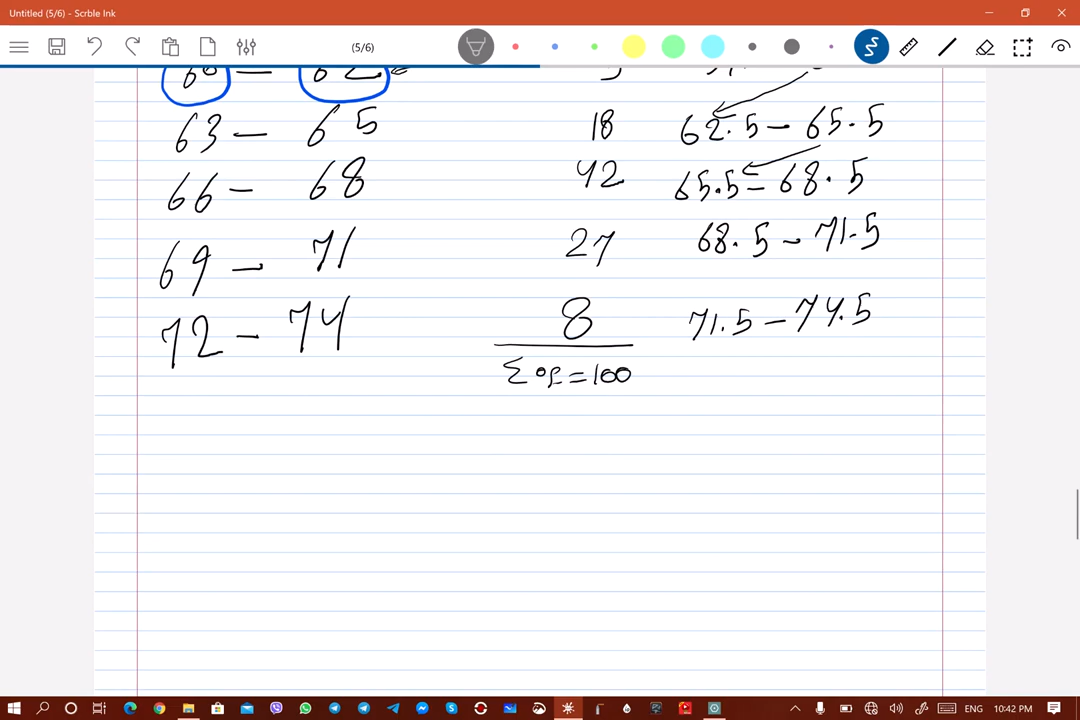 Untitled (5/6) - Scrble Ink
(5/6)
60 - 62
63 - 65 18 62.5 - 65.5
66 - 68 42 65.5 - 68.5
69 - 71 27 68.5 - 71.5
72 - 74 8 71.5 - 74.5
=100
ENG 10:42 PM